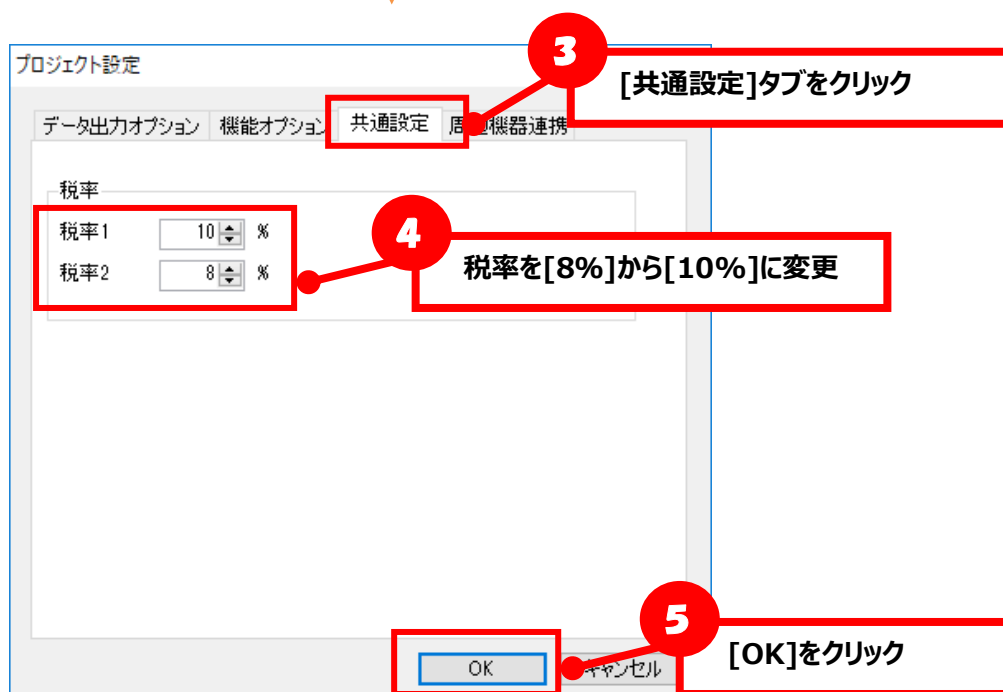 3
プロジェクト設定
[共通設定]タブをクリック
データ出力オプション 機能オプション 共通設定 機器連携
税率
税率1 10 %
4
税率2 8 %
税率を[8%]から[10%]に変更
5
[OK]をクリック
OK キャンセル